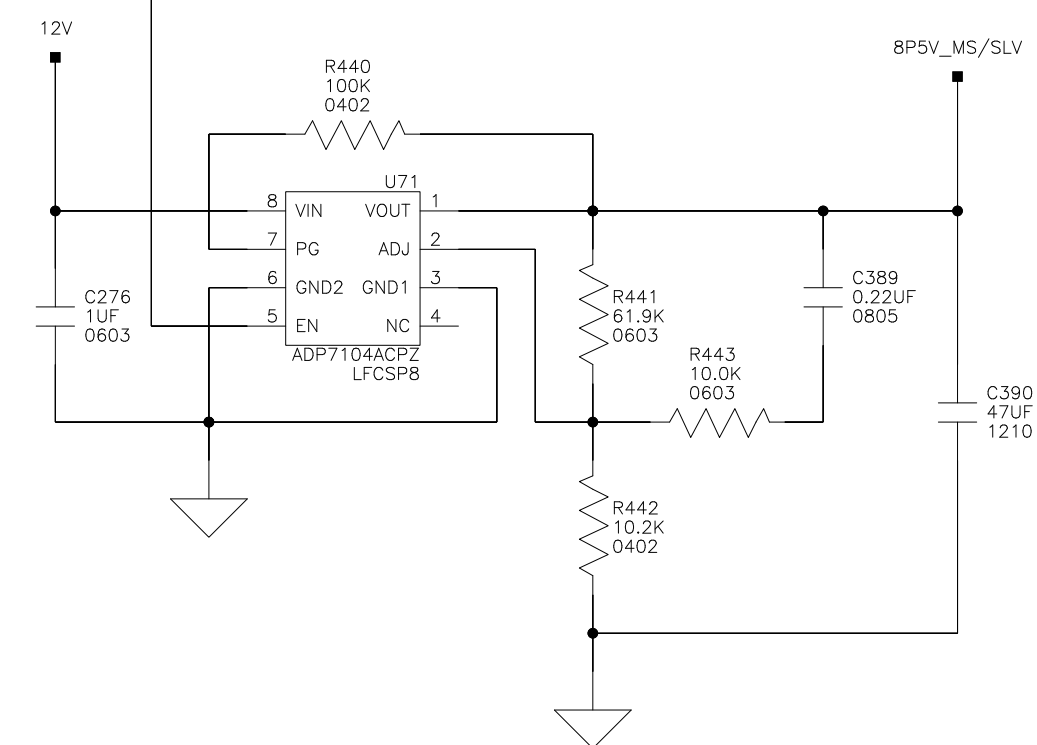 12V
8P5V_MS/SLV
R440
100K
0402
U71
8 VIN VOUT 1
7 PG ADJ 2
6 GND2 GND1 3
5 EN NC 4
ADP7104ACPZ
LFCSP8
C276
1UF
0603
R441
61.9K
0603
C389
0.22UF
0805
R443
10.0K
0603
C390
47UF
1210
R442
10.2K
0402